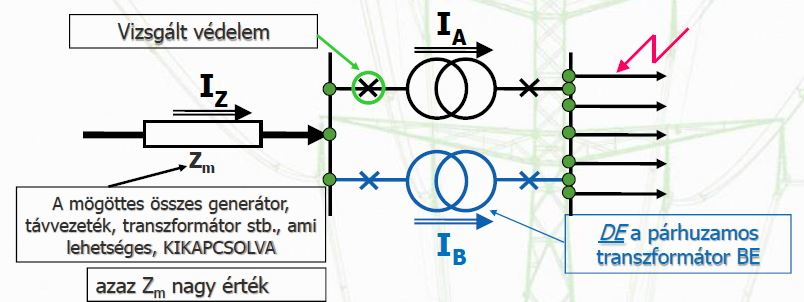 Vizsgált védelem
I_A
I_Z
Z_m
A mögöttes összes generátor,
távvezeték, transzformátor stb., ami
lehetséges, KIKAPCSOLVA
azaz Z_m nagy érték
I_B
DE a párhuzamos
transzformátor BE